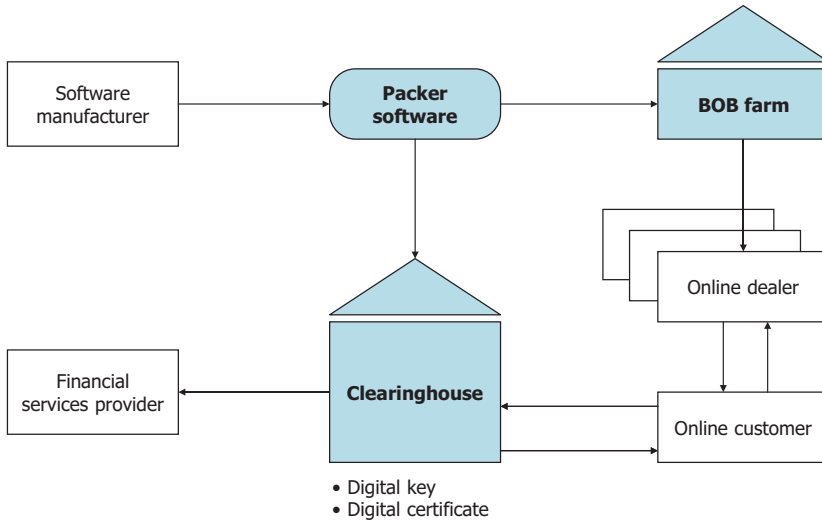 Software
manufacturer
Packer
software
BOB farm
Online dealer
Financial
services provider
Clearinghouse
Online customer
• Digital key
• Digital certificate